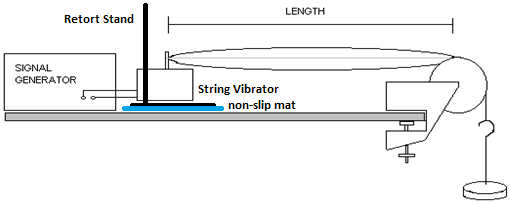 LENGTH
Retort Stand
SIGNAL
GENERATOR
String Vibrator
non-slip mat